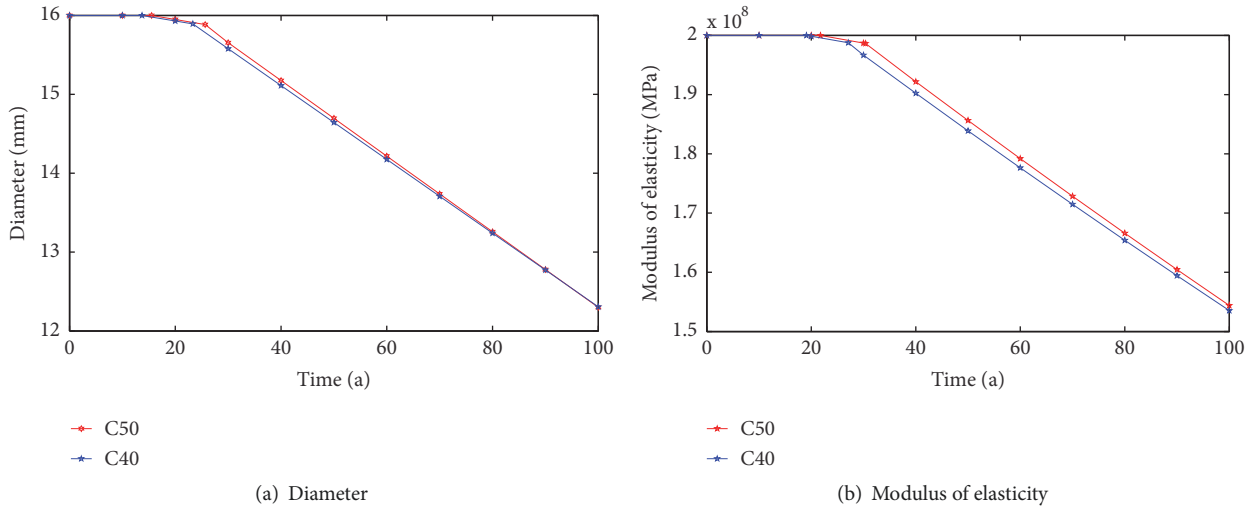 16
15
14
13
12
Diameter (mm)
0
20
40
60
80
100
Time (a)
C50
C40
(a) Diameter
× 10⁸
2
1.9
1.8
1.7
1.6
1.5
Modulus of elasticity (MPa)
0
20
40
60
80
100
Time (a)
C50
C40
(b) Modulus of elasticity